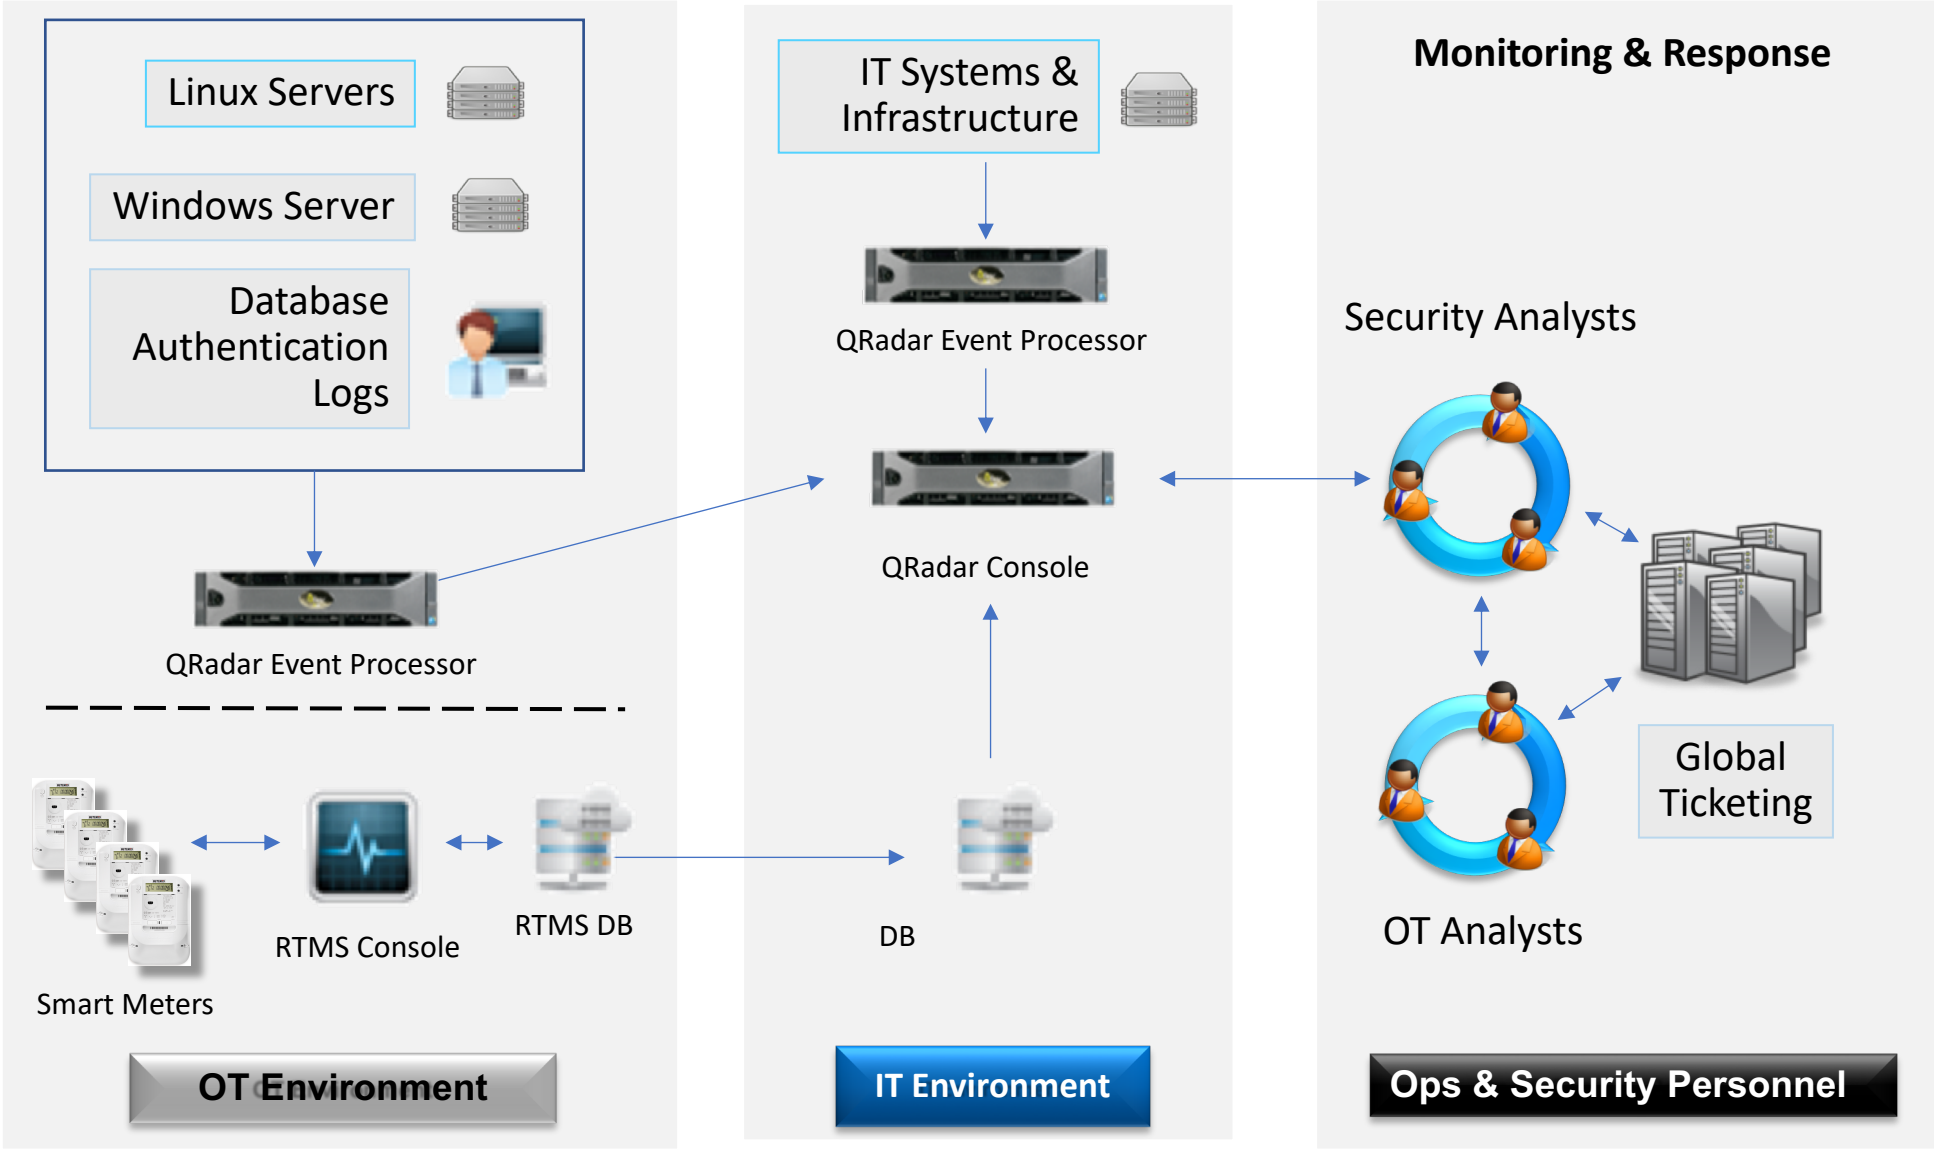 Linux Servers
Windows Server
Database
Authentication
Logs
QRadar Event Processor
Smart Meters
RTMS Console
RTMS DB
OT Environment
IT Systems &
Infrastructure
QRadar Event Processor
QRadar Console
DB
IT Environment
Monitoring & Response
Security Analysts
Global
Ticketing
OT Analysts
Ops & Security Personnel